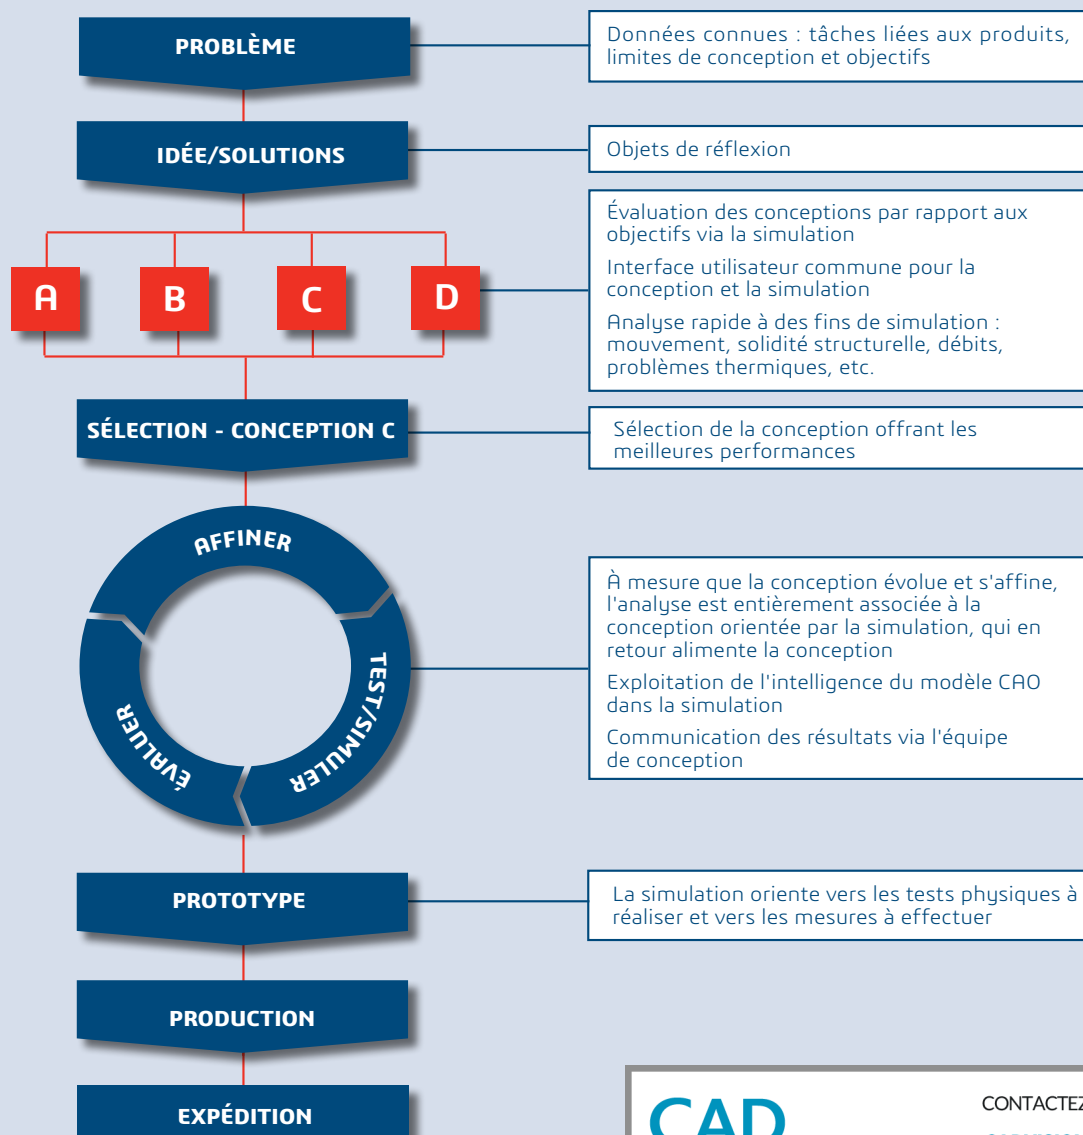 PROBLÈME
Données connues : tâches liées aux produits,
limites de conception et objectifs
IDÉE/SOLUTIONS
Objets de réflexion
Évaluation des conceptions par rapport aux
objectifs via la simulation
Interface utilisateur commune pour la
conception et la simulation
Analyse rapide à des fins de simulation :
mouvement, solidité structurelle, débits,
problèmes thermiques, etc.
A
B
C
D
SÉLECTION - CONCEPTION C
Sélection de la conception offrant les
meilleures performances
AFFINER
TEST/SIMULER
ÉVALUER
À mesure que la conception évolue et s'affine,
l'analyse est entièrement associée à la
conception orientée par la simulation, qui en
retour alimente la conception
Exploitation de l'intelligence du modèle CAO
dans la simulation
Communication des résultats via l'équipe
de conception
PROTOTYPE
La simulation oriente vers les tests physiques à
réaliser et vers les mesures à effectuer
PRODUCTION
EXPÉDITION
CAD
CONTACTEZ